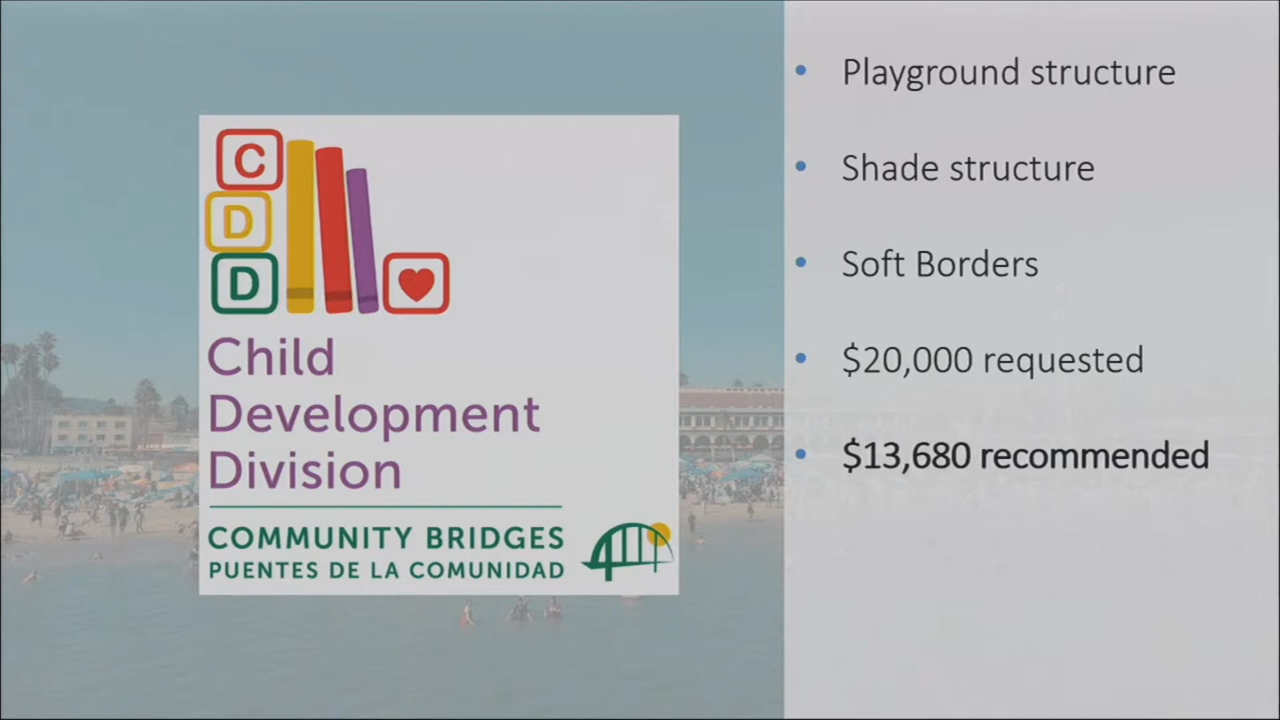 C
D
D
Child
Development
Division
COMMUNITY BRIDGES
PUENTES DE LA COMUNIDAD
• Playground structure
• Shade structure
• Soft Borders
• $20,000 requested
• $13,680 recommended